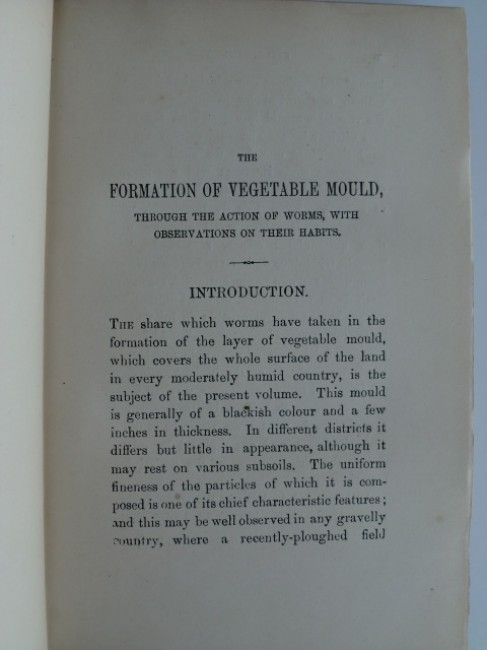 THE
FORMATION OF VEGETABLE MOULD,
THROUGH THE ACTION OF WORMS, WITH
OBSERVATIONS ON THEIR HABITS.
INTRODUCTION.
THE share which worms have taken in the
formation of the layer of vegetable mould,
which covers the whole surface of the land
in every moderately humid country, is the
subject of the present volume. This mould
is generally of a blackish colour and a few
inches in thickness. In different districts it
differs but little in appearance, although it
may rest on various subsoils. The uniform
fineness of the particles of which it is com-
posed is one of its chief characteristic features;
and this may be well observed in any gravelly
country, where a recently-ploughed field